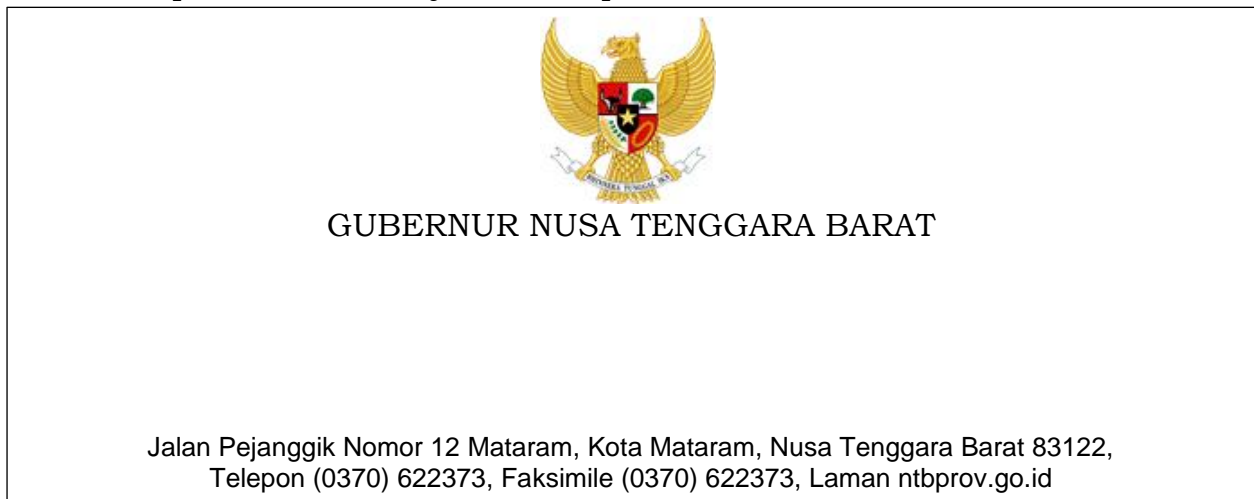 GUBERNUR NUSA TENGGARA BARAT
Jalan Pejanggik Nomor 12 Mataram, Kota Mataram, Nusa Tenggara Barat 83122,
Telepon (0370) 622373, Faksimile (0370) 622373, Laman ntbprov.go.id